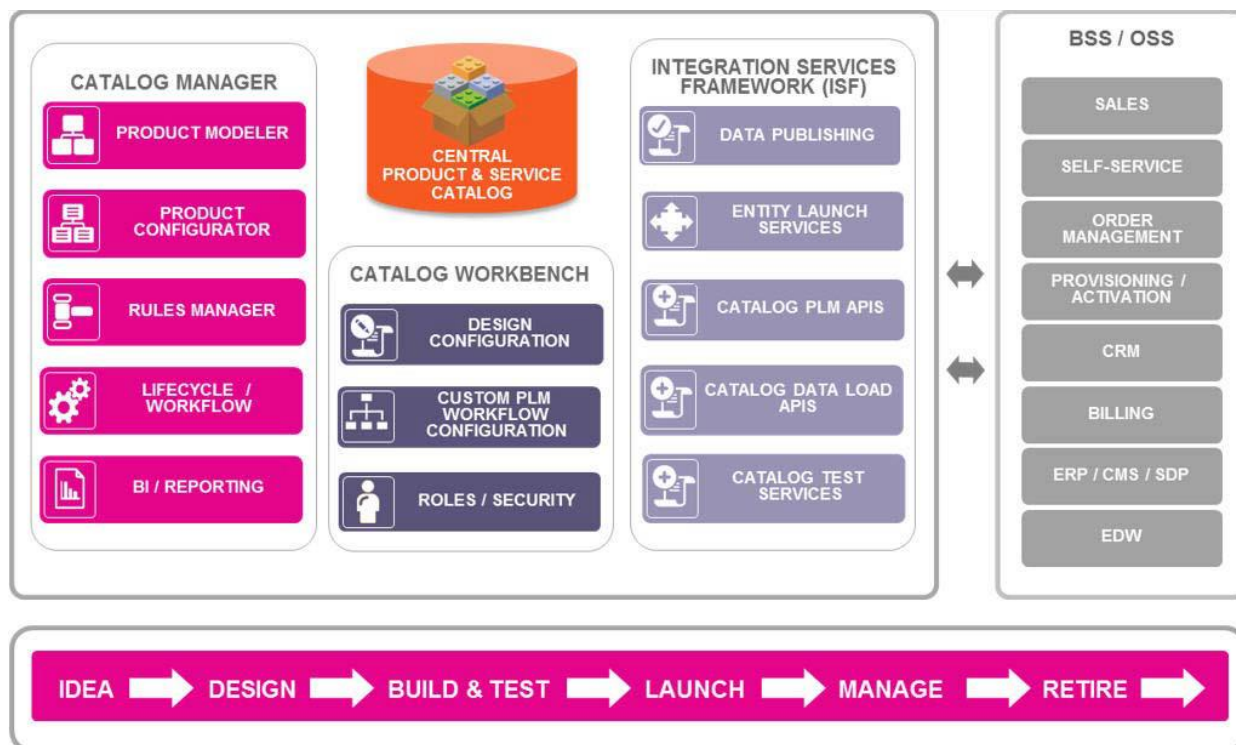 CATALOG MANAGER
PRODUCT MODELER
PRODUCT
CONFIGURATOR
RULES MANAGER
LIFECYCLE /
WORKFLOW
BI / REPORTING
CENTRAL
PRODUCT & SERVICE
CATALOG
CATALOG WORKBENCH
DESIGN
CONFIGURATION
CUSTOM PLM
WORKFLOW
CONFIGURATION
ROLES / SECURITY
INTEGRATION SERVICES
FRAMEWORK (ISF)
DATA PUBLISHING
ENTITY LAUNCH
SERVICES
CATALOG PLM APIS
CATALOG DATA LOAD
APIS
CATALOG TEST
SERVICES
BSS / OSS
SALES
SELF-SERVICE
ORDER
MANAGEMENT
PROVISIONING /
ACTIVATION
CRM
BILLING
ERP / CMS / SDP
EDW
IDEA DESIGN BUILD & TEST LAUNCH MANAGE RETIRE